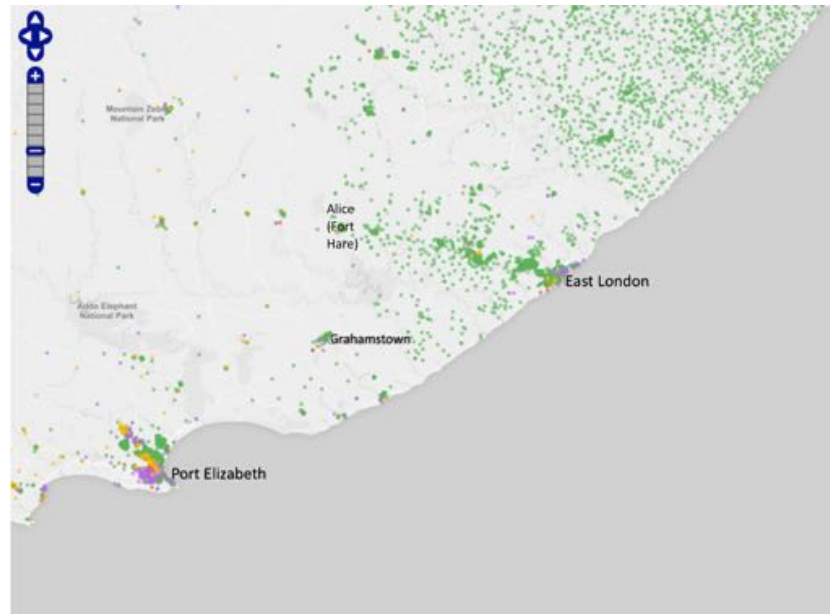 Mountain Zebra
National Park
Alice
(Fort
Hare)
East London
Addo Elephant
National Park
Grahamstown
Port Elizabeth